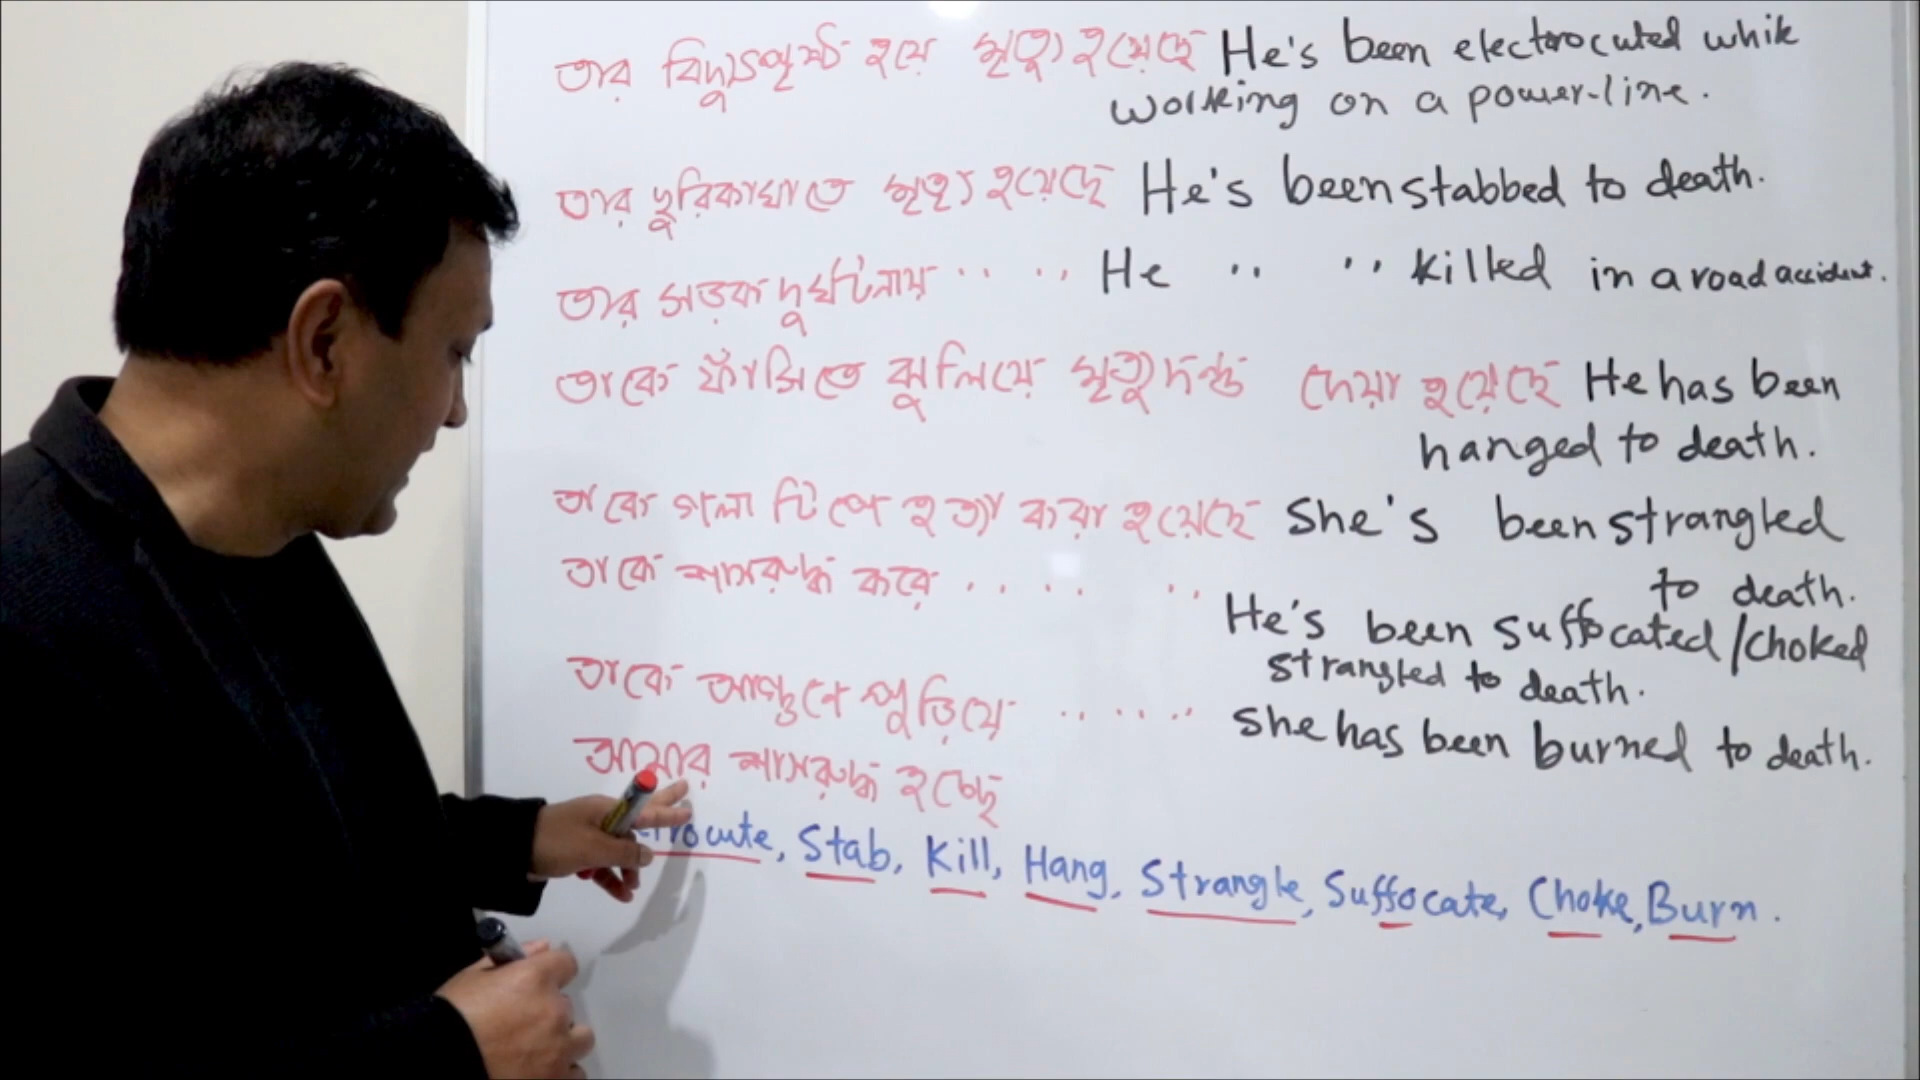 তার বিদ্যুৎস্পৃষ্ট হয়ে মৃত্যু হয়েছে He's been electrocuted while
working on a power-line.
তার ছুরিকাঘাতে মৃত্যু হয়েছে He's been stabbed to death.
তার সড়ক দুর্ঘটনায় .. .. He .. .. killed in a road accident.
তাকে ফাঁসিতে ঝুলিয়ে মৃত্যুদন্ড দেয়া হয়েছে He has been
hanged to death.
তাকে গলা টিপে হত্যা করা হয়েছে She's been strangled
to death.
তাকে শ্বাসরুদ্ধ করে .. .. .. He's been suffocated/choked
strangled to death.
তাকে আগুনে পুড়িয়ে .. .. .. She has been burned to death.
আমার শ্বাসরুদ্ধ হচ্ছে
Stab, Kill, Hang, Strangle, Suffocate, Choke, Burn.